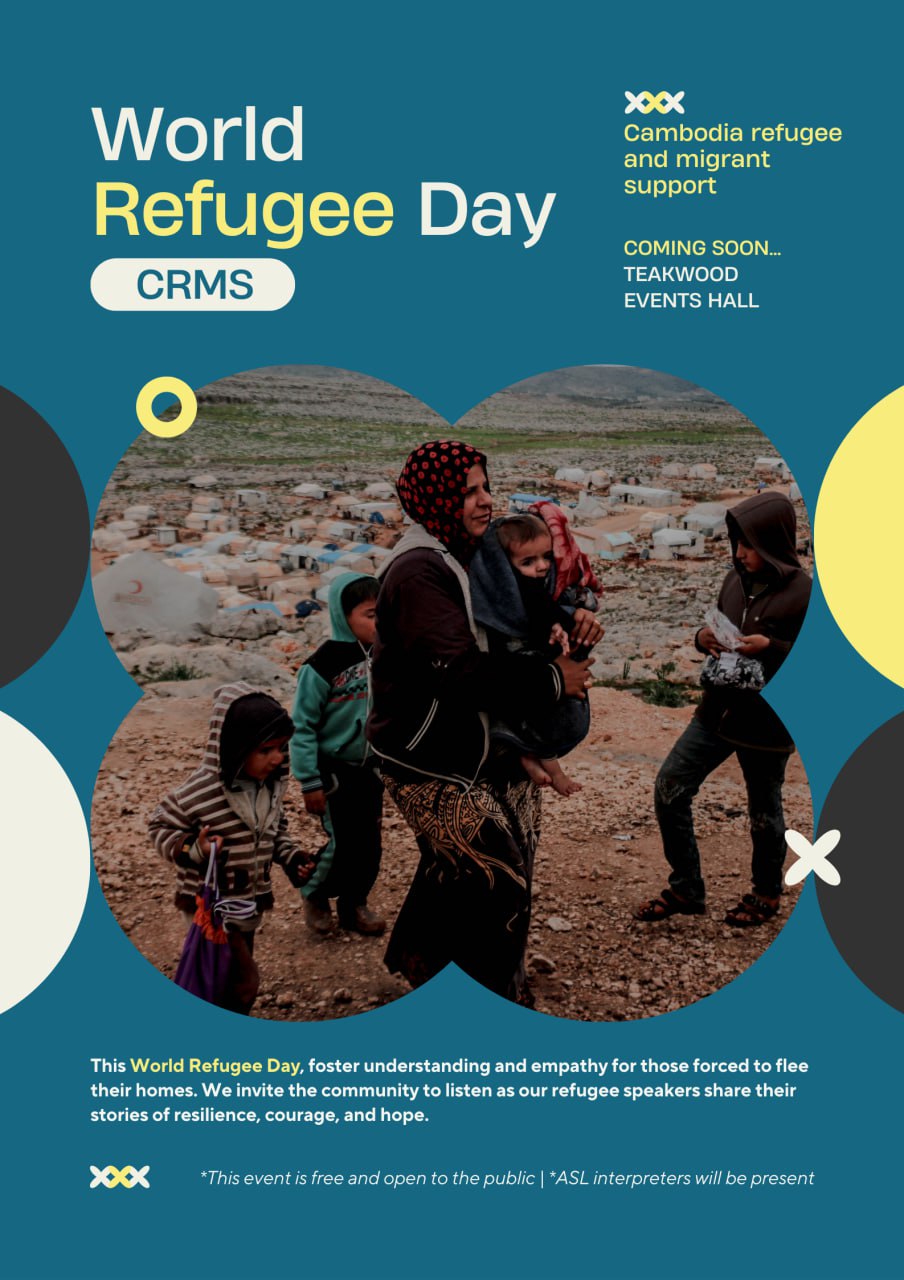 World
Refugee Day
CRMS
Cambodia refugee
and migrant
support
COMING SOON...
TEAKWOOD
EVENTS HALL
This World Refugee Day, foster understanding and empathy for those forced to flee
their homes. We invite the community to listen as our refugee speakers share their
stories of resilience, courage, and hope.
*This event is free and open to the public | *ASL interpreters will be present